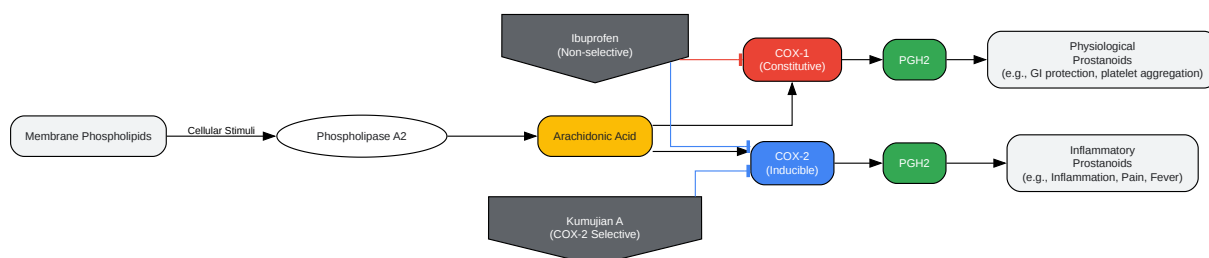 Ibuprofen
(Non-selective)
COX-1
(Constitutive)
PGH2
Physiological
Prostanoids
(e.g., GI protection, platelet aggregation)
Membrane Phospholipids
Cellular Stimuli
Phospholipase A2
Arachidonic Acid
COX-2
(Inducible)
PGH2
Inflammatory
Prostanoids
(e.g., Inflammation, Pain, Fever)
Kumujian A
(COX-2 Selective)